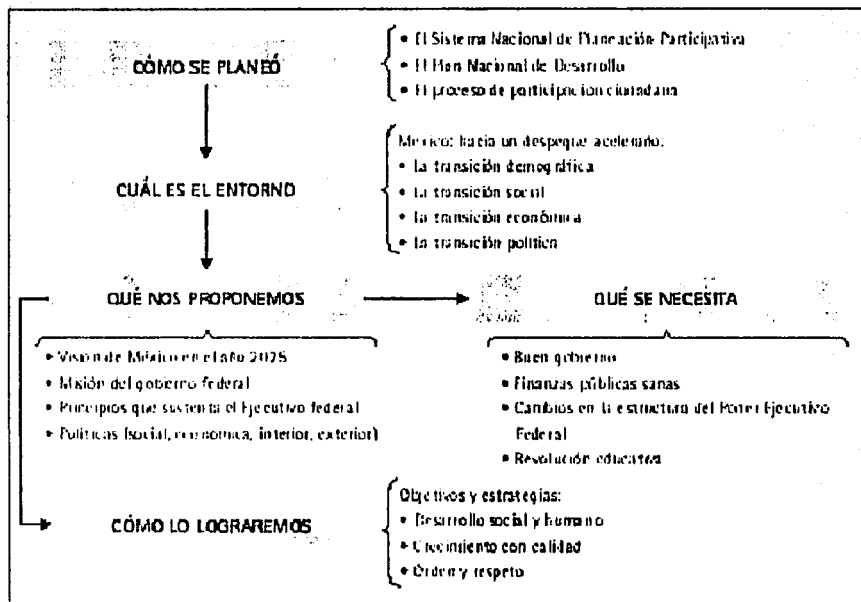 CÓMO SE PLANEÓ
• El Sistema Nacional de Planeación Participativa
• El Plan Nacional de Desarrollo
• El proceso de participación ciudadana
CUÁL ES EL ENTORNO
México: hacia un despegue acelerado:
• La transición demográfica
• La transición social
• La transición económica
• La transición política
QUÉ NOS PROPONEMOS
• Visión de México en el año 2025
• Misión del gobierno federal
• Principios que sustenta el Ejecutivo federal
• Políticas (social, económica, interior, exterior)
QUÉ SE NECESITA
• Buen gobierno
• Finanzas públicas sanas
• Cambios en la estructura del Poder Ejecutivo
Federal
• Revolución educativa
CÓMO LO LOGRAREMOS
Objetivos y estrategias:
• Desarrollo social y humano
• Crecimiento con calidad
• Orden y respeto